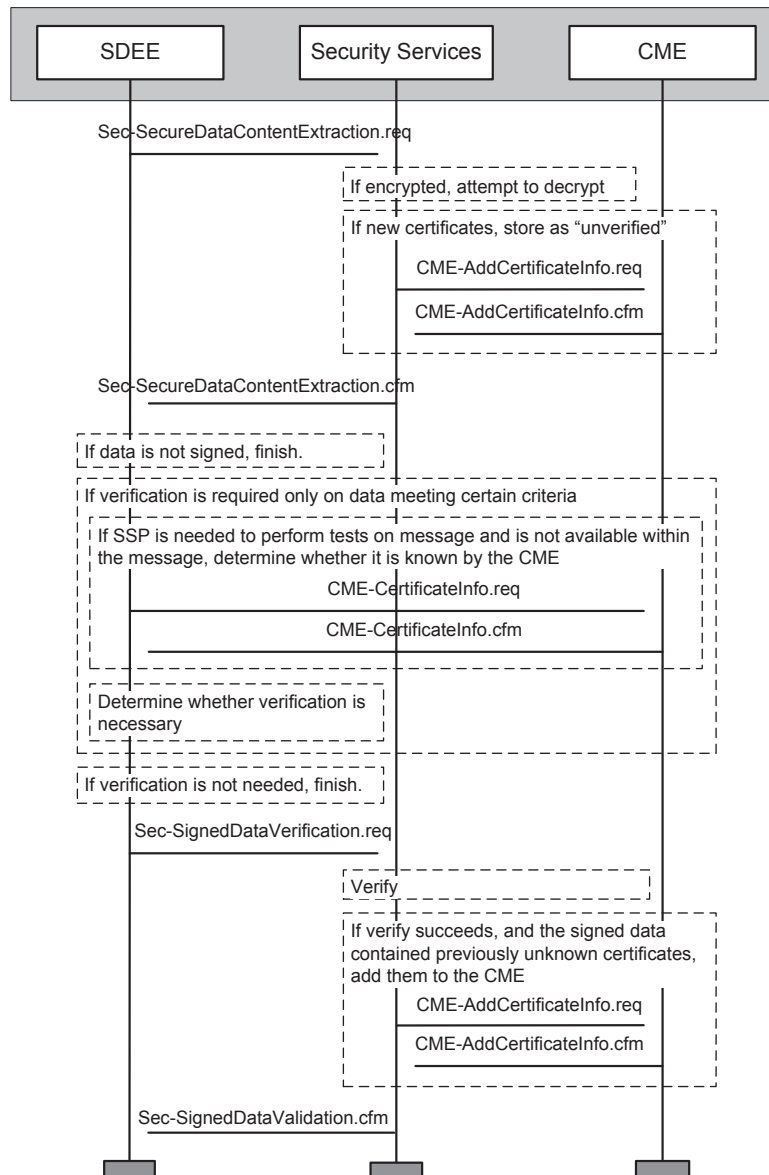 SDEE
Security Services
CME
Sec-SecureDataContentExtraction.req
If encrypted, attempt to decrypt
If new certificates, store as “unverified”
CME-AddCertificateInfo.req
CME-AddCertificateInfo.cfm
Sec-SecureDataContentExtraction.cfm
If data is not signed, finish.
If verification is required only on data meeting certain criteria
If SSP is needed to perform tests on message and is not available within
the message, determine whether it is known by the CME
CME-CertificateInfo.req
CME-CertificateInfo.cfm
Determine whether verification is
necessary
If verification is not needed, finish.
Sec-SignedDataVerification.req
Verify
If verify succeeds, and the signed data
contained previously unknown certificates,
add them to the CME
CME-AddCertificateInfo.req
CME-AddCertificateInfo.cfm
Sec-SignedDataValidation.cfm